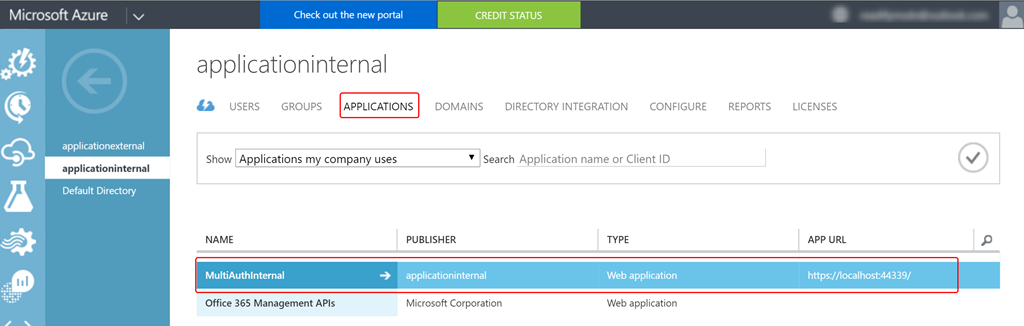 Microsoft Azure
Check out the new portal
CREDIT STATUS
applicationexternal
applicationinternal
Default Directory
applicationinternal
USERS GROUPS APPLICATIONS DOMAINS DIRECTORY INTEGRATION CONFIGURE REPORTS LICENSES
Show Applications my company uses Search Application name or Client ID
NAME PUBLISHER TYPE APP URL
MultiAuthInternal applicationinternal Web application https://localhost:44339/
Office 365 Management APIs Microsoft Corporation Web application